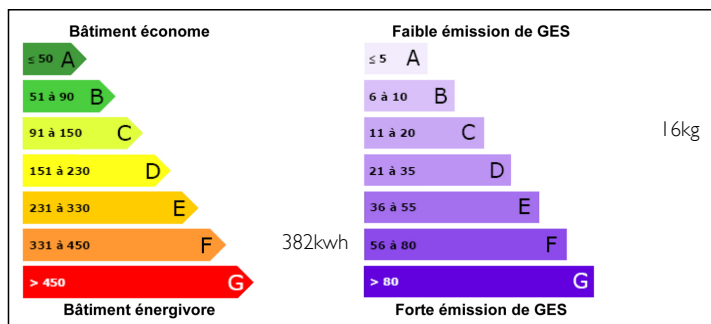 Bâtiment économe
≤ 50 A
51 à 90 B
91 à 150 C
151 à 230 D
231 à 330 E
331 à 450 F
382kwh
> 450 G
Bâtiment énergivore
Faible émission de GES
≤ 5 A
6 à 10 B
11 à 20 C
16kg
21 à 35 D
36 à 55 E
56 à 80 F
> 80 G
Forte émission de GES